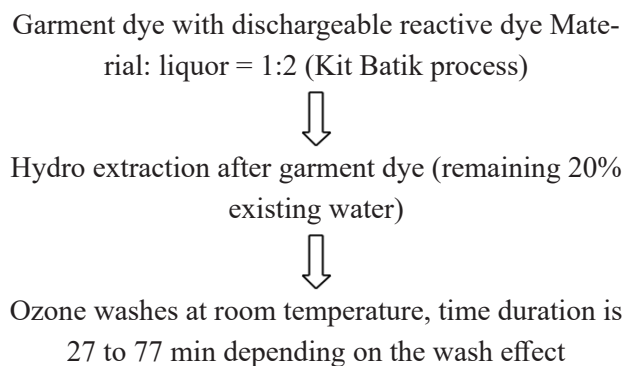 Garment dye with dischargeable reactive dye Mate-
rial: liquor = 1:2 (Kit Batik process)
Hydro extraction after garment dye (remaining 20%
existing water)
Ozone washes at room temperature, time duration is
27 to 77 min depending on the wash effect